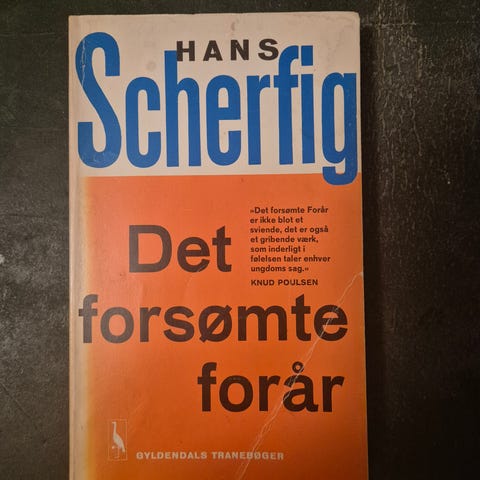 HANS
Scherfig
»Det forsømte Forår
er ikke blot et
sviende, det er også
et gribende værk,
som inderligt i
følelsen taler enhver
ungdoms sag.«
KNUD POULSEN
Det
forsømte
forår
GYLDENDALS TRANEBØGER